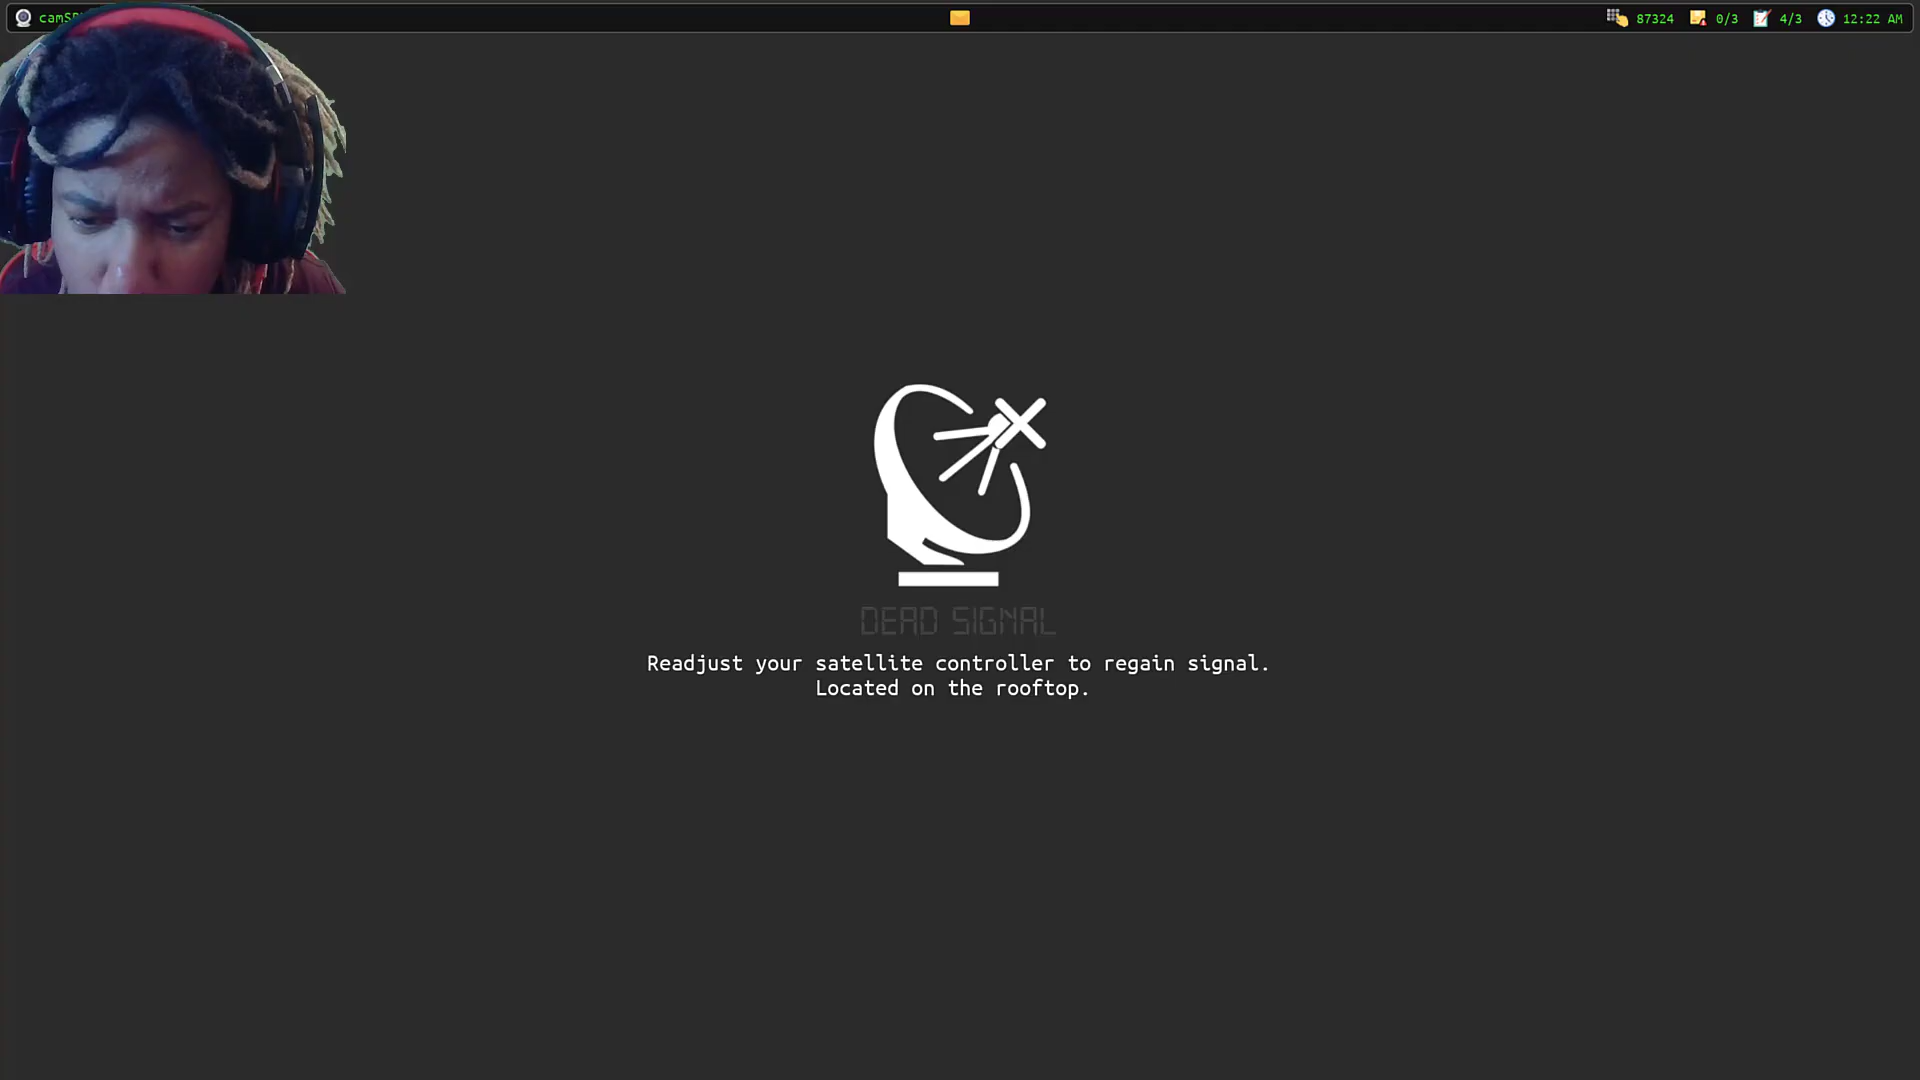 camS
87324
0/3
4/3
12:22 AM
DEAD SIGNAL
Readjust your satellite controller to regain signal.
Located on the rooftop.